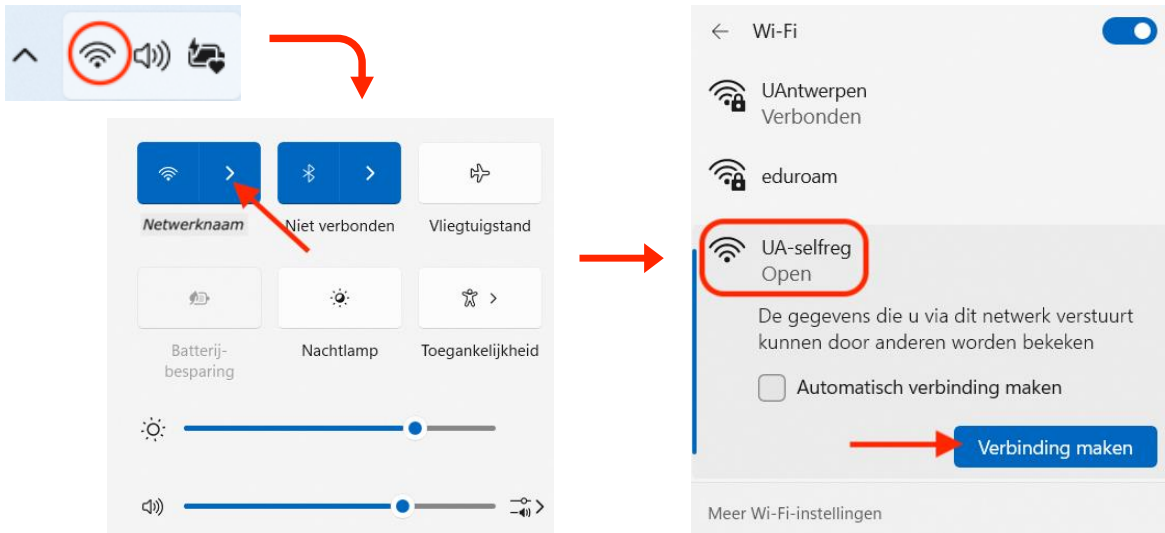 Netwerknaam
Niet verbonden
Vliegtuigstand
Batterij-
besparing
Nachtlamp
Toegankelijkheid
Wi-Fi
UAntwerpen
Verbonden
eduroam
UA-selfreg
Open
De gegevens die u via dit netwerk verstuurt
kunnen door anderen worden bekeken
Automatisch verbinding maken
Verbinding maken
Meer Wi-Fi-instellingen